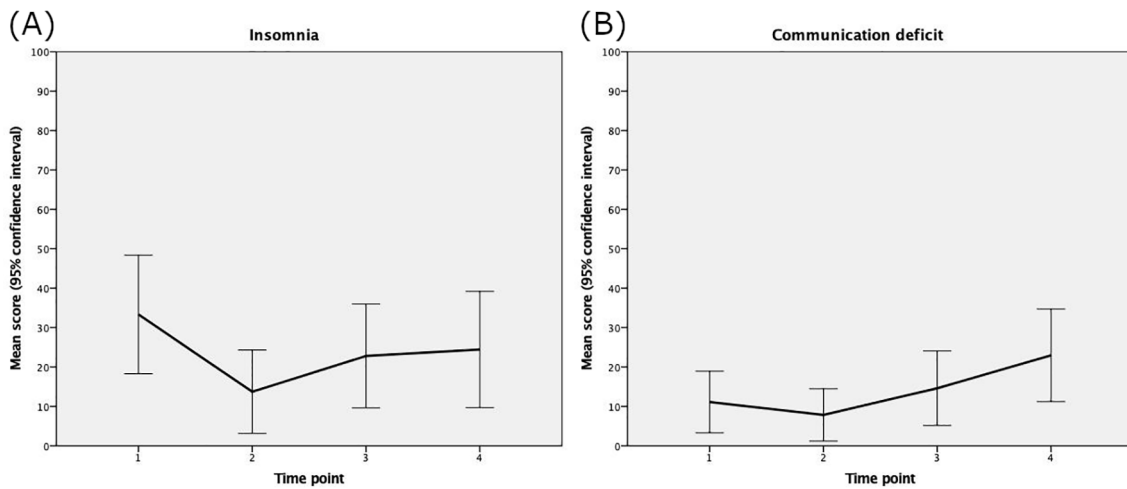 (A)
Insomnia
Mean score (95% confidence interval)
100
90
80
70
60
50
40
30
20
10
0
1 2 3 4
Time point
(B)
Communication deficit
Mean score (95% confidence interval)
100
90
80
70
60
50
40
30
20
10
0
1 2 3 4
Time point